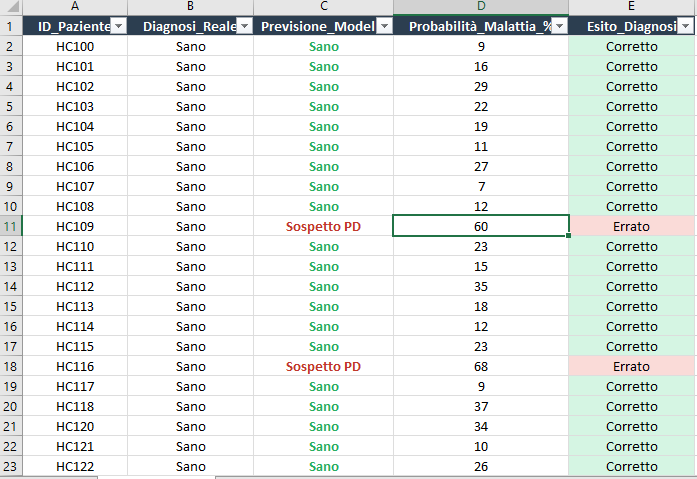 A B C D E
1 ID_Paziente Diagnosi_Reale Previsione_Model Probabilità_Malattia_% Esito_Diagnosi
2 HC100 Sano Sano 9 Corretto
3 HC101 Sano Sano 16 Corretto
4 HC102 Sano Sano 29 Corretto
5 HC103 Sano Sano 22 Corretto
6 HC104 Sano Sano 19 Corretto
7 HC105 Sano Sano 11 Corretto
8 HC106 Sano Sano 27 Corretto
9 HC107 Sano Sano 7 Corretto
10 HC108 Sano Sano 12 Corretto
11 HC109 Sano Sospetto PD 60 Errato
12 HC110 Sano Sano 23 Corretto
13 HC111 Sano Sano 15 Corretto
14 HC112 Sano Sano 35 Corretto
15 HC113 Sano Sano 18 Corretto
16 HC114 Sano Sano 12 Corretto
17 HC115 Sano Sano 23 Corretto
18 HC116 Sano Sospetto PD 68 Errato
19 HC117 Sano Sano 9 Corretto
20 HC118 Sano Sano 37 Corretto
21 HC120 Sano Sano 34 Corretto
22 HC121 Sano Sano 10 Corretto
23 HC122 Sano Sano 26 Corretto